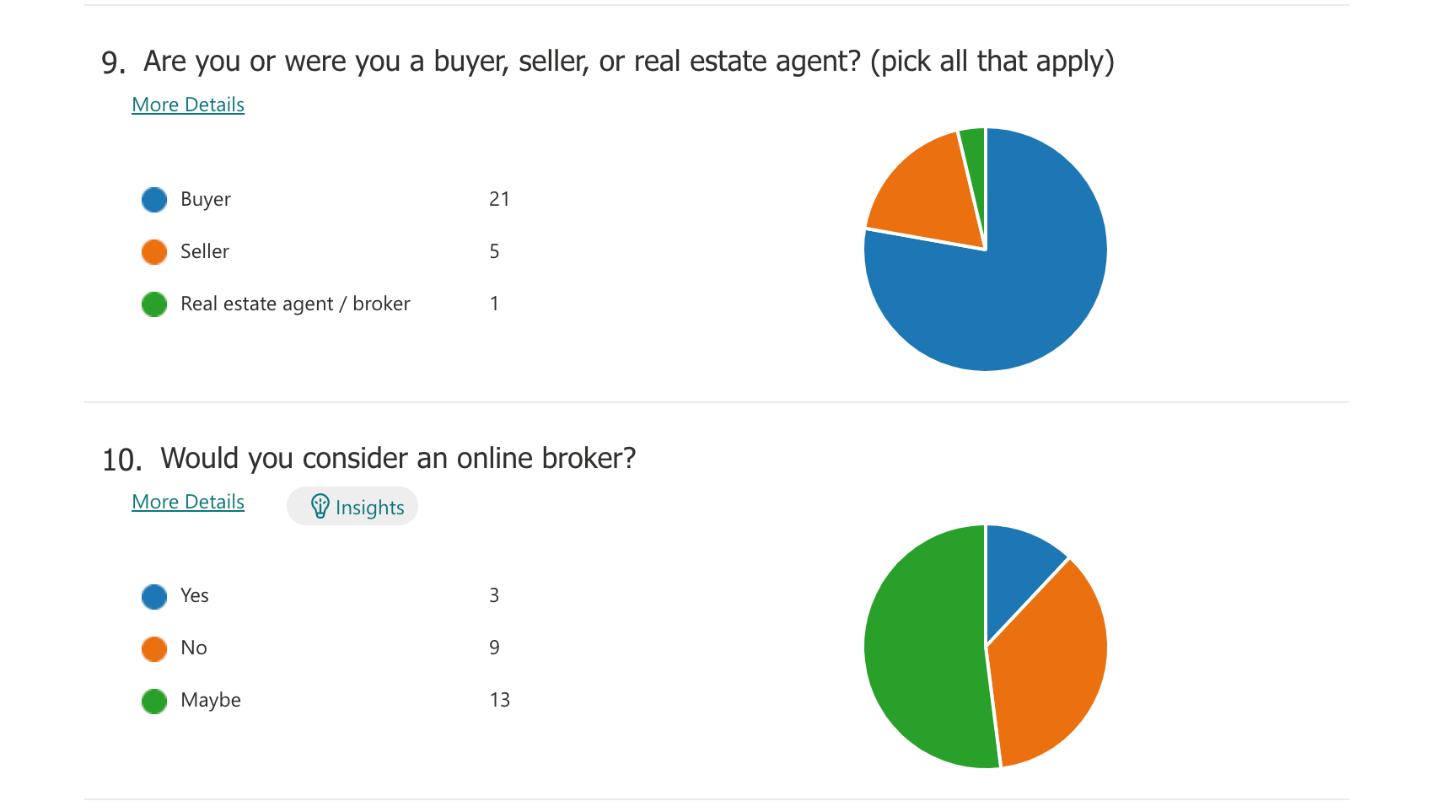 9. Are you or were you a buyer, seller, or real estate agent? (pick all that apply)
More Details
Buyer 21
Seller 5
Real estate agent / broker 1
10. Would you consider an online broker?
More Details Insights
Yes 3
No 9
Maybe 13